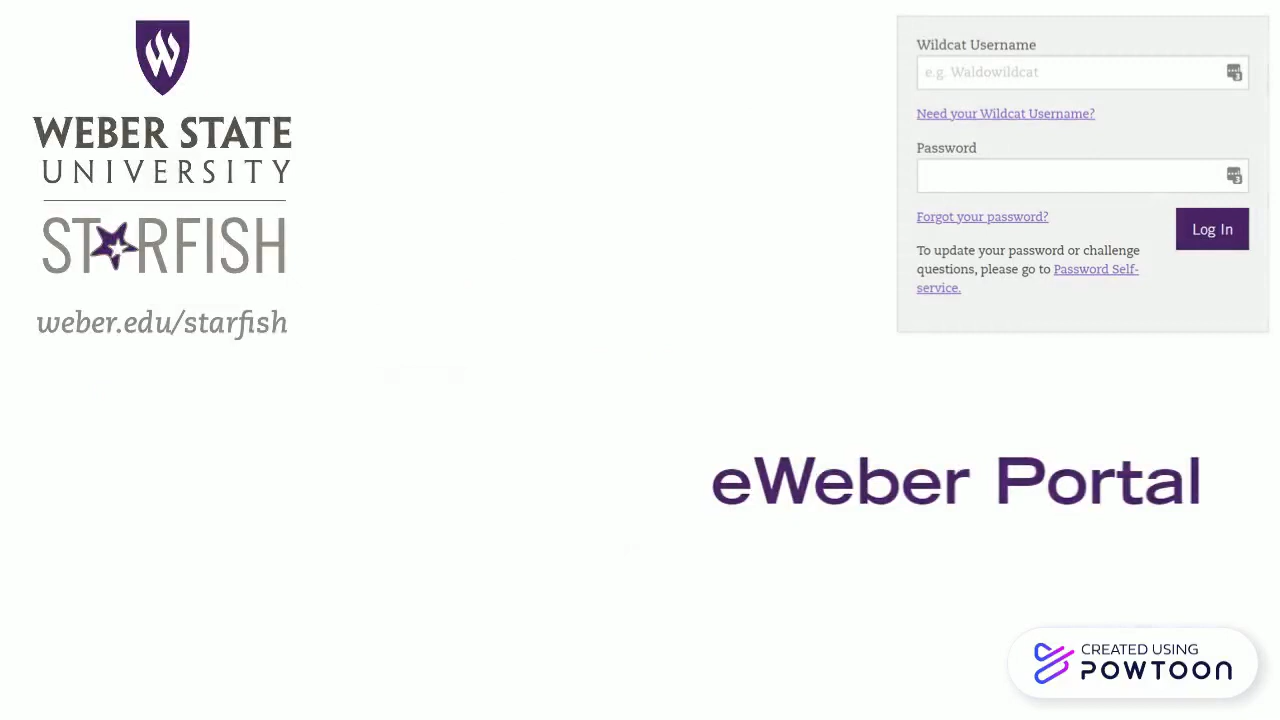 WEBER STATE
UNIVERSITY
STARFISH
weber.edu/starfish
Wildcat Username
e.g. Waldowildcat
Need your Wildcat Username?
Password
Forgot your password?
Log In
To update your password or challenge
questions, please go to Password Self-
service.
eWeber Portal
CREATED USING
POWTOON